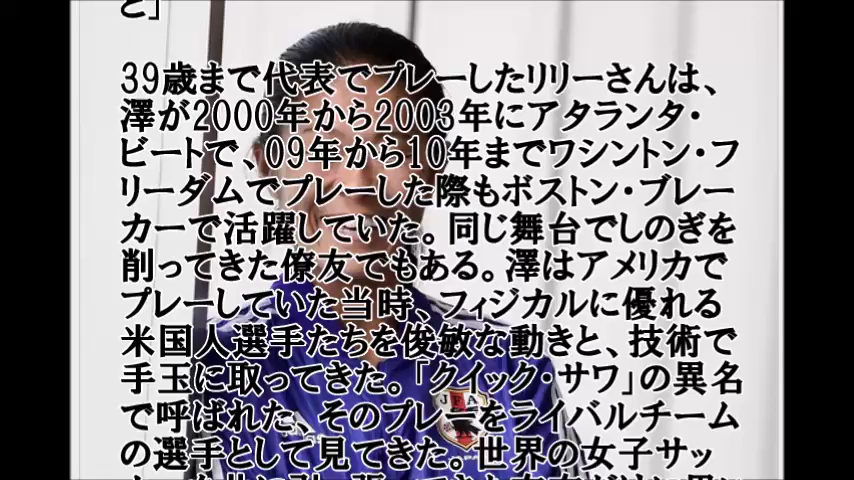 と」
39歳まで代表でプレーしたリリーさんは、
澤が2000年から2003年にアタランタ・
ビートで、09年から10年までワシントン・フ
リーダムでプレーした際もボストン・ブレー
カーで活躍していた。同じ舞台でしのぎを
削ってきた僚友でもある。澤はアメリカで
プレーしていた当時、フィジカルに優れる
米国人選手たちを俊敏な動きと、技術で
手玉に取ってきた。「クイック・サワ」の異名
で呼ばれた、そのプレーをライバルチーム
の選手として見てきた。世界の女子サッ
JFA